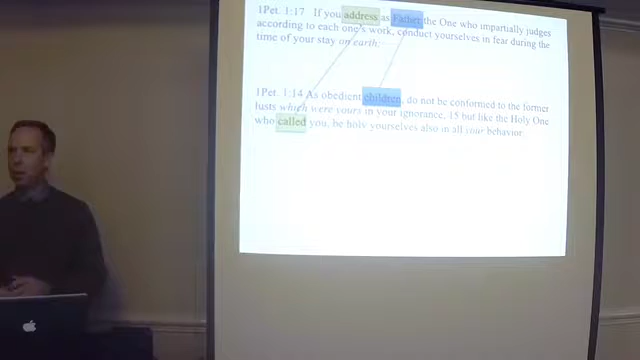 1Pet. 1:17 If you address as Father the One who impartially judges
according to each one's work, conduct yourselves in fear during the
time of your stay on earth;
1Pet. 1:14 As obedient children, do not be conformed to the former
lusts which were yours in your ignorance, 15 but like the Holy One
who called you, be holy yourselves also in all your behavior